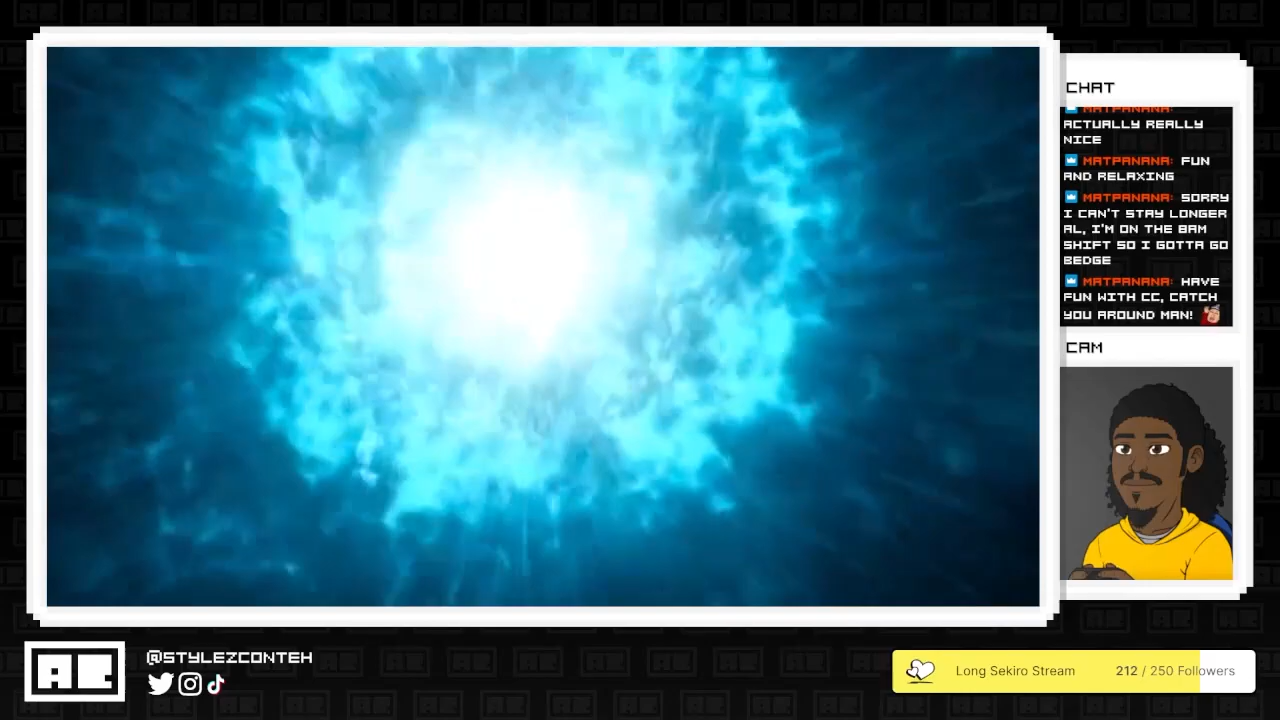 CHAT
MATPANANA:
ACTUALLY REALLY
NICE
MATPANANA: FUN
AND RELAXING
MATPANANA: SORRY
I CAN'T STAY LONGER
AL, I'M ON THE 8AM
SHIFT SO I GOTTA GO
BEDGE
MATPANANA: HAVE
FUN WITH CC, CATCH
YOU AROUND MAN!
CAM
AC
@STYLEZCONTEH
Long Sekiro Stream 212 / 250 Followers